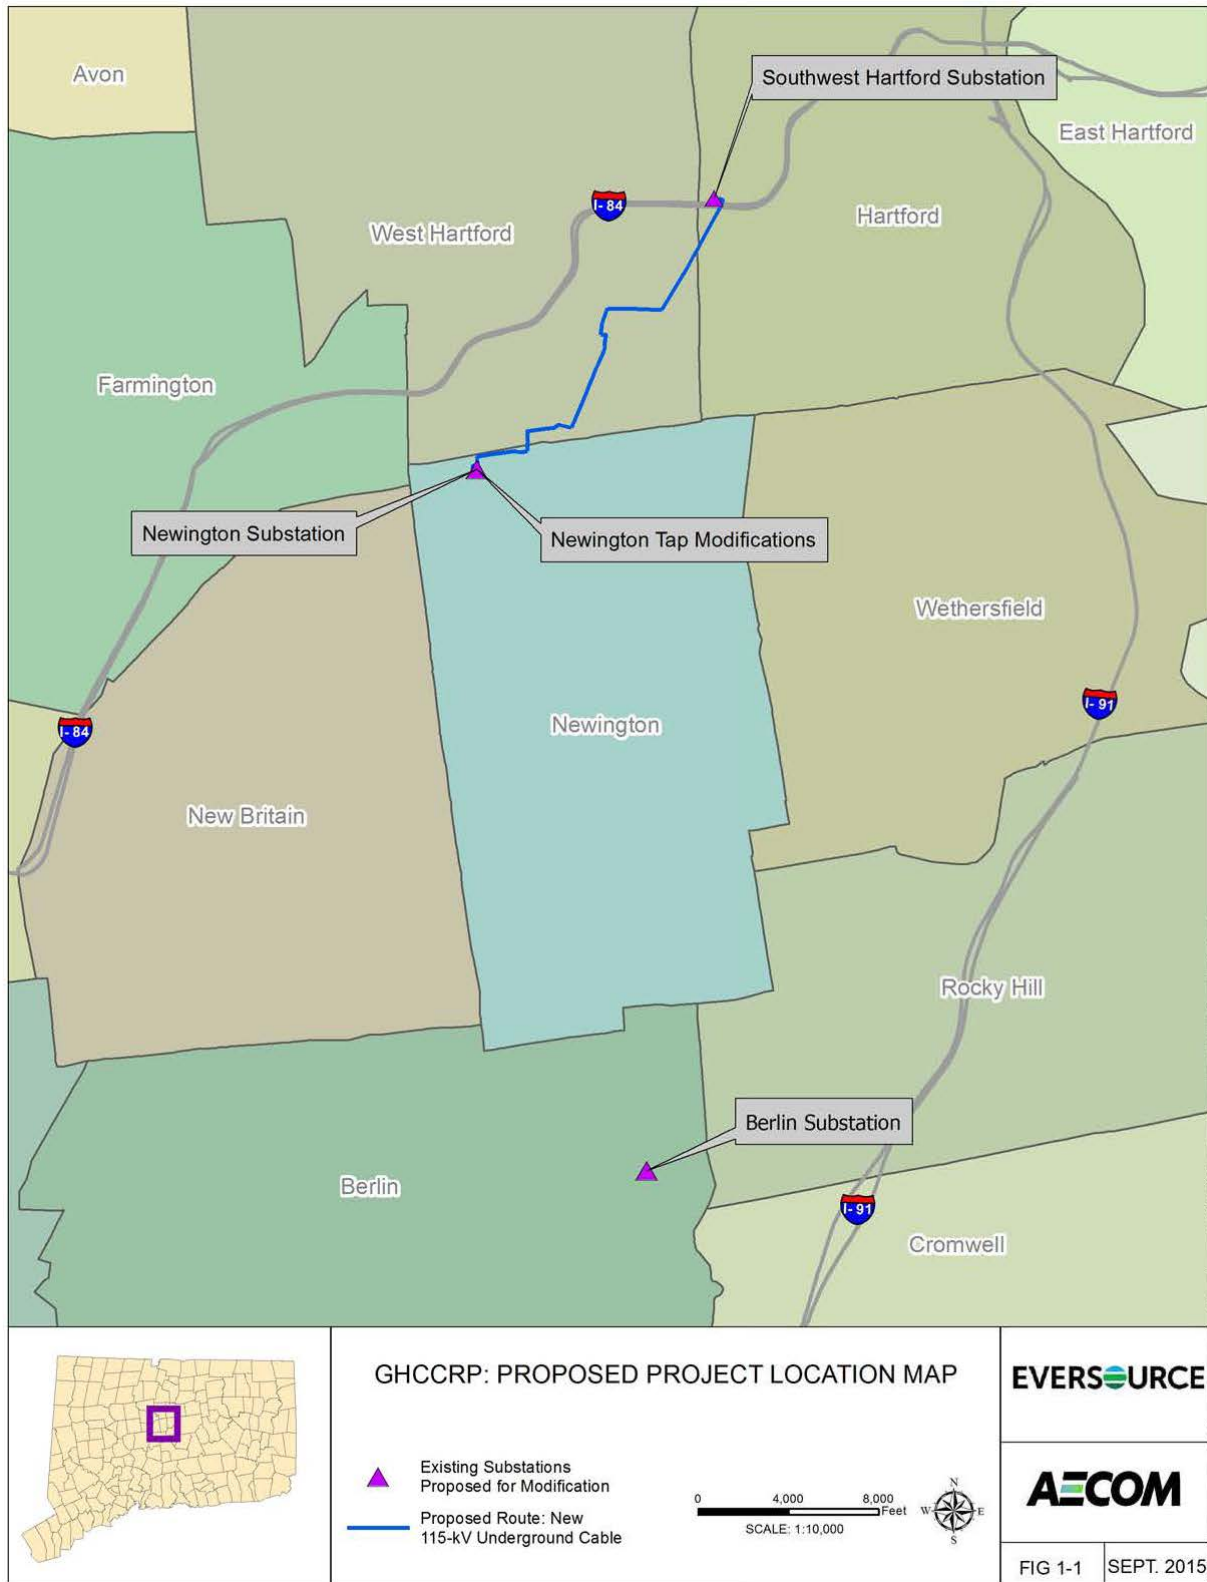 Avon
Southwest Hartford Substation
East Hartford
I-84
West Hartford
Hartford
Farmington
Newington Substation
Newington Tap Modifications
Wethersfield
I-91
I-84
Newington
New Britain
Rocky Hill
Berlin Substation
Berlin
I-91
Cromwell
GHCCRP: PROPOSED PROJECT LOCATION MAP
Existing Substations
Proposed for Modification
Proposed Route: New
115-kV Underground Cable
0 4,000 8,000
Feet
SCALE: 1:10,000
N
W E
S
EVERSOURCE
AECOM
FIG 1-1 SEPT. 2015